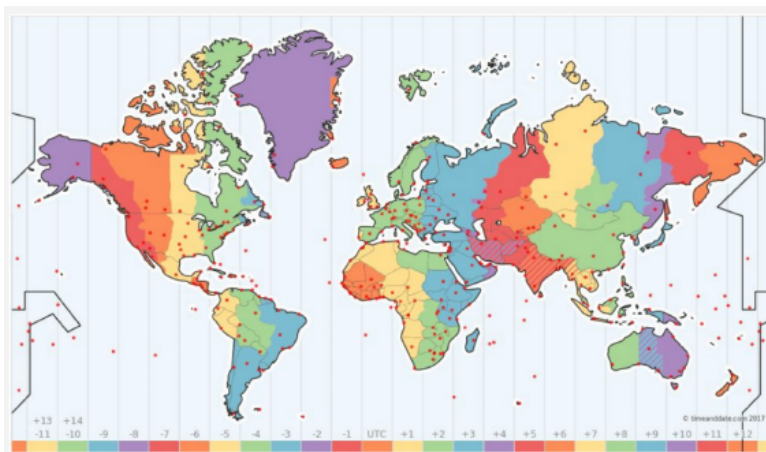 © timeanddate.com 2017
+13 +14
-11 -10 -9 -8 -7 -6 -5 -4 -3 -2 -1 UTC +1 +2 +3 +4 +5 +6 +7 +8 +9 +10 +11 +12